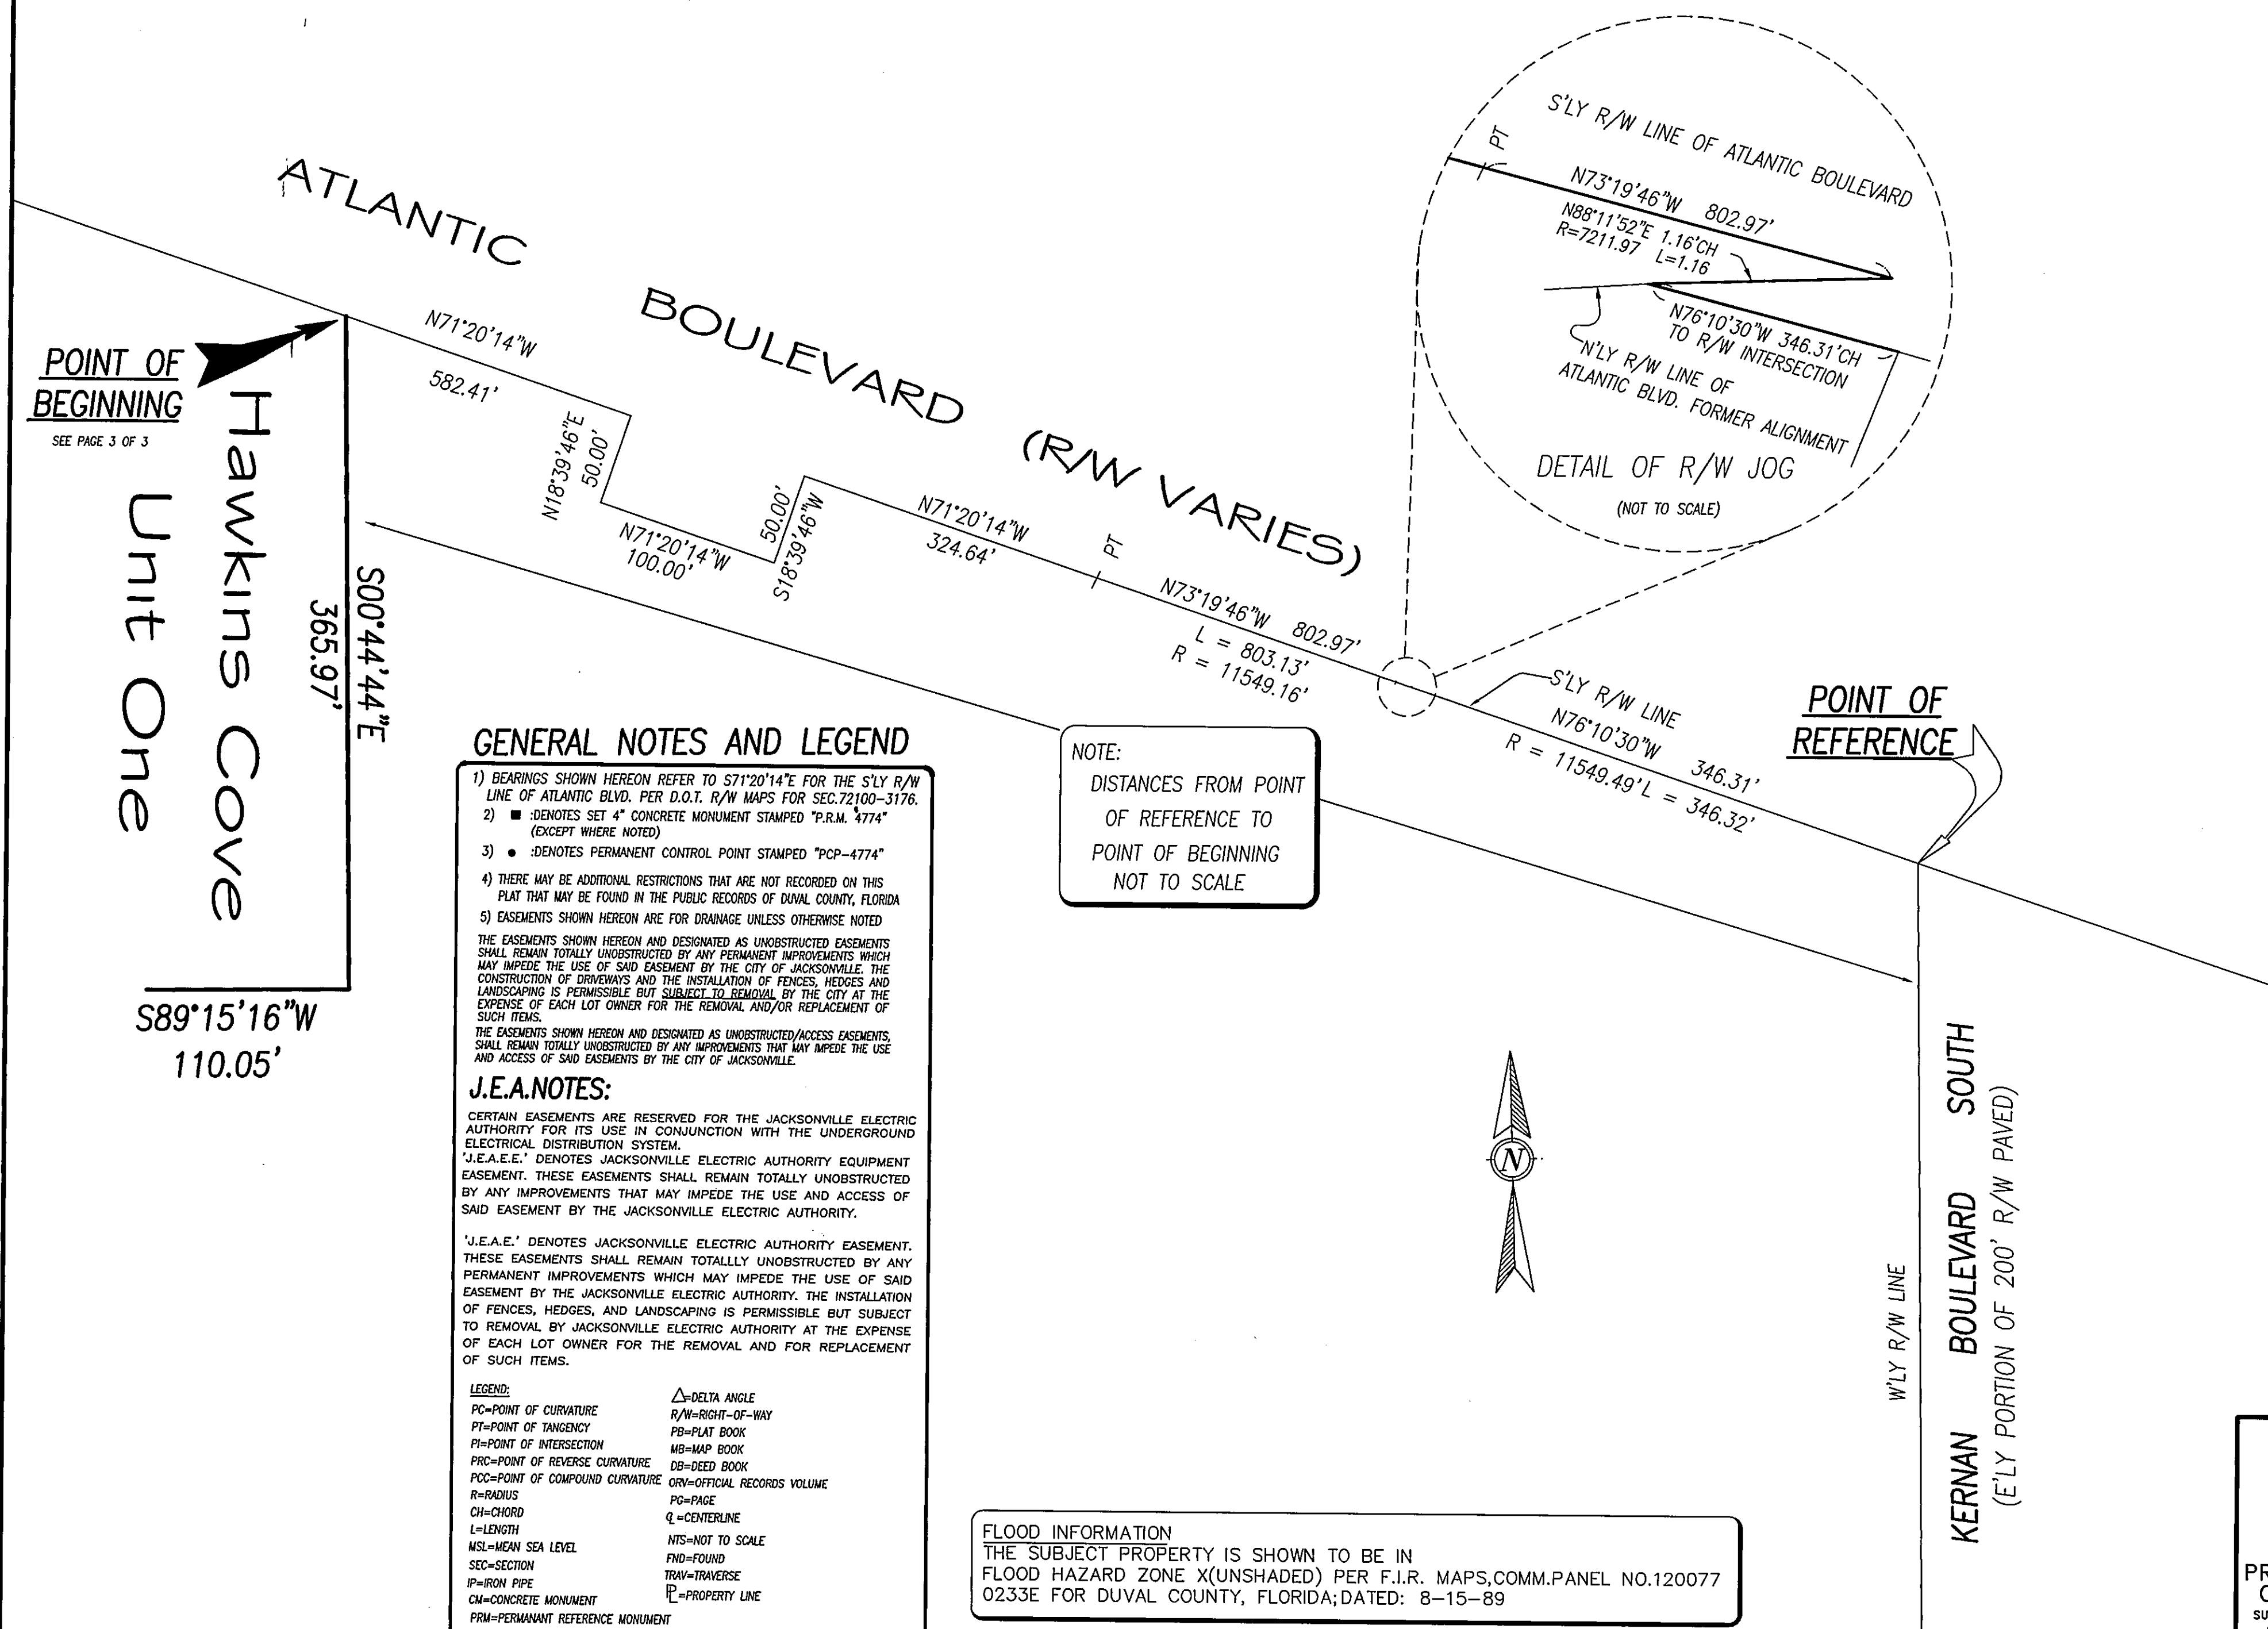 ATLANTIC BOULEVARD (R/W VARIES)
POINT OF
BEGINNING
SEE PAGE 3 OF 3
Hawkins Cove
Unit One
N71°20'14"W
582.41'
N18°39'46"E
50.00'
N71°20'14"W
100.00'
50.00'
S18°39'46"W
N71°20'14"W
324.64'
PT
N73°19'46"W 802.97'
L = 803.13'
R = 11549.16'
S'LY R/W LINE
N76°10'30"W 346.31'
R = 11549.49' L = 346.32'
POINT OF
REFERENCE
S00°44'44"E
365.97'
S89°15'16"W
110.05'
S'LY R/W LINE OF ATLANTIC BOULEVARD
PT
N73°19'46"W 802.97'
N88°11'52"E 1.16'CH
R=7211.97 L=1.16
N76°10'30"W 346.31'CH
TO R/W INTERSECTION
N'LY R/W LINE OF
ATLANTIC BLVD. FORMER ALIGNMENT
DETAIL OF R/W JOG
(NOT TO SCALE)
NOTE:
DISTANCES FROM POINT
OF REFERENCE TO
POINT OF BEGINNING
NOT TO SCALE
GENERAL NOTES AND LEGEND
1) BEARINGS SHOWN HEREON REFER TO S71°20'14"E FOR THE S'LY R/W
LINE OF ATLANTIC BLVD. PER D.O.T. R/W MAPS FOR SEC.72100-3176.
2) ■ :DENOTES SET 4" CONCRETE MONUMENT STAMPED "P.R.M. #4774"
(EXCEPT WHERE NOTED)
3) ● :DENOTES PERMANENT CONTROL POINT STAMPED "PCP-4774"
4) THERE MAY BE ADDITIONAL RESTRICTIONS THAT ARE NOT RECORDED ON THIS
PLAT THAT MAY BE FOUND IN THE PUBLIC RECORDS OF DUVAL COUNTY, FLORIDA
5) EASEMENTS SHOWN HEREON ARE FOR DRAINAGE UNLESS OTHERWISE NOTED
THE EASEMENTS SHOWN HEREON AND DESIGNATED AS UNOBSTRUCTED EASEMENTS
SHALL REMAIN TOTALLY UNOBSTRUCTED BY ANY PERMANENT IMPROVEMENTS WHICH
MAY IMPEDE THE USE OF SAID EASEMENT BY THE CITY OF JACKSONVILLE. THE
CONSTRUCTION OF DRIVEWAYS AND THE INSTALLATION OF FENCES, HEDGES AND
LANDSCAPING IS PERMISSIBLE BUT SUBJECT TO REMOVAL BY THE CITY AT THE
EXPENSE OF EACH LOT OWNER FOR THE REMOVAL AND/OR REPLACEMENT OF
SUCH ITEMS.
THE EASEMENTS SHOWN HEREON AND DESIGNATED AS UNOBSTRUCTED/ACCESS EASEMENTS,
SHALL REMAIN TOTALLY UNOBSTRUCTED BY ANY IMPROVEMENTS THAT MAY IMPEDE THE USE
AND ACCESS OF SAID EASEMENTS BY THE CITY OF JACKSONVILLE.
J.E.A.NOTES:
CERTAIN EASEMENTS ARE RESERVED FOR THE JACKSONVILLE ELECTRIC
AUTHORITY FOR ITS USE IN CONJUNCTION WITH THE UNDERGROUND
ELECTRICAL DISTRIBUTION SYSTEM.
'J.E.A.E.E.' DENOTES JACKSONVILLE ELECTRIC AUTHORITY EQUIPMENT
EASEMENT. THESE EASEMENTS SHALL REMAIN TOTALLY UNOBSTRUCTED
BY ANY IMPROVEMENTS THAT MAY IMPEDE THE USE AND ACCESS OF
SAID EASEMENT BY THE JACKSONVILLE ELECTRIC AUTHORITY.
'J.E.A.E.' DENOTES JACKSONVILLE ELECTRIC AUTHORITY EASEMENT.
THESE EASEMENTS SHALL REMAIN TOTALLLY UNOBSTRUCTED BY ANY
PERMANENT IMPROVEMENTS WHICH MAY IMPEDE THE USE OF SAID
EASEMENT BY THE JACKSONVILLE ELECTRIC AUTHORITY. THE INSTALLATION
OF FENCES, HEDGES, AND LANDSCAPING IS PERMISSIBLE BUT SUBJECT
TO REMOVAL BY JACKSONVILLE ELECTRIC AUTHORITY AT THE EXPENSE
OF EACH LOT OWNER FOR THE REMOVAL AND FOR REPLACEMENT
OF SUCH ITEMS.
LEGEND:
PC=POINT OF CURVATURE
PT=POINT OF TANGENCY
PI=POINT OF INTERSECTION
PRC=POINT OF REVERSE CURVATURE
PCC=POINT OF COMPOUND CURVATURE
R=RADIUS
CH=CHORD
L=LENGTH
MSL=MEAN SEA LEVEL
SEC=SECTION
IP=IRON PIPE
CM=CONCRETE MONUMENT
PRM=PERMANANT REFERENCE MONUMENT
△=DELTA ANGLE
R/W=RIGHT-OF-WAY
PB=PLAT BOOK
MB=MAP BOOK
DB=DEED BOOK
ORV=OFFICIAL RECORDS VOLUME
PG=PAGE
℄=CENTERLINE
NTS=NOT TO SCALE
FND=FOUND
TRAV=TRAVERSE
PL=PROPERTY LINE
N
W'LY R/W LINE
KERNAN BOULEVARD SOUTH
(E'LY PORTION OF 200' R/W PAVED)
FLOOD INFORMATION
THE SUBJECT PROPERTY IS SHOWN TO BE IN
FLOOD HAZARD ZONE X(UNSHADED) PER F.I.R. MAPS,COMM.PANEL NO.120077
0233E FOR DUVAL COUNTY, FLORIDA;DATED: 8-15-89